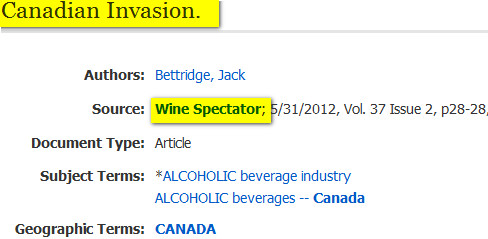 Canadian Invasion.
Authors: Bettridge, Jack
Source: Wine Spectator; 5/31/2012, Vol. 37 Issue 2, p28-28,
Document Type: Article
Subject Terms: *ALCOHOLIC beverage industry
ALCOHOLIC beverages -- Canada
Geographic Terms: CANADA